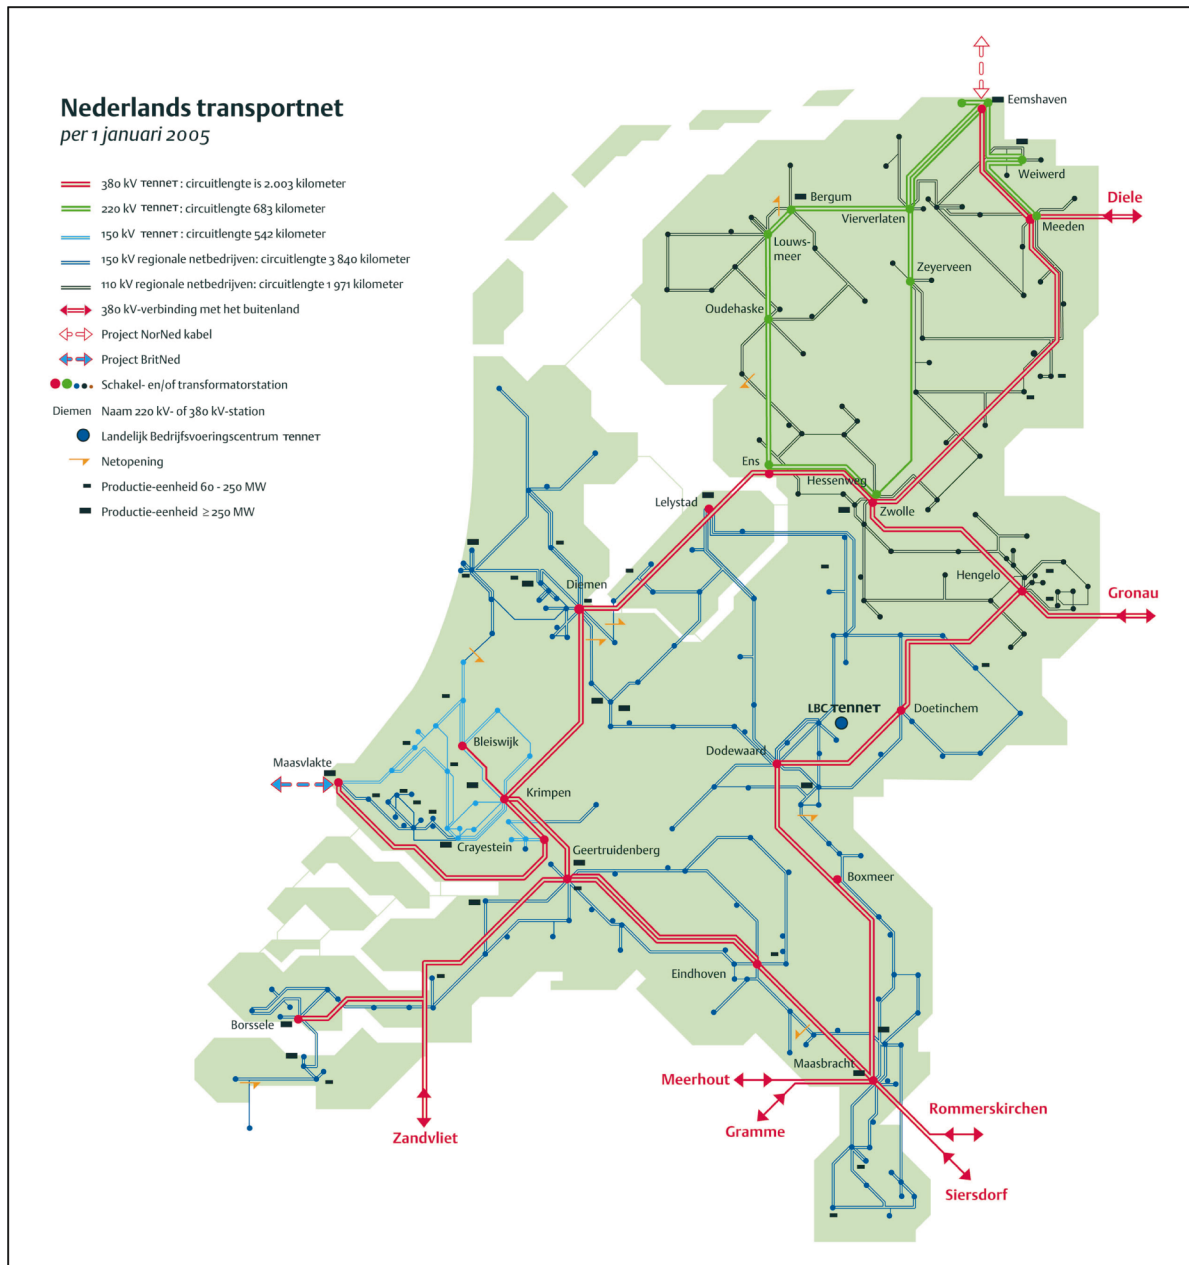 Nederlands transportnet
per 1 januari 2005
380 kV TENNET : circuitlengte is 2.003 kilometer
220 kV TENNET : circuitlengte 683 kilometer
150 kV TENNET : circuitlengte 542 kilometer
150 kV regionale netbedrijven: circuitlengte 3 840 kilometer
110 kV regionale netbedrijven: circuitlengte 1 971 kilometer
380 kV-verbinding met het buitenland
Project NorNed kabel
Project BritNed
Schakel- en/of transformatorstation
Diemen Naam 220 kV- of 380 kV-station
Landelijk Bedrijfsvoeringscentrum TENNET
Netopening
Productie-eenheid 60 - 250 MW
Productie-eenheid ≥ 250 MW
Eemshaven
Weiwerd
Bergum
Diele
Vierverlaten
Meeden
Louws-
meer
Zeyerveen
Oudehaske
Ens
Hessenweg
Lelystad
Zwolle
Hengelo
Diemen
Gronau
LBC TENNET
Doetinchem
Bleiswijk
Dodewaard
Maasvlakte
Krimpen
Crayestein
Geertruidenberg
Boxmeer
Eindhoven
Borssele
Maasbracht
Meerhout
Rommerskirchen
Gramme
Zandvliet
Siersdorf